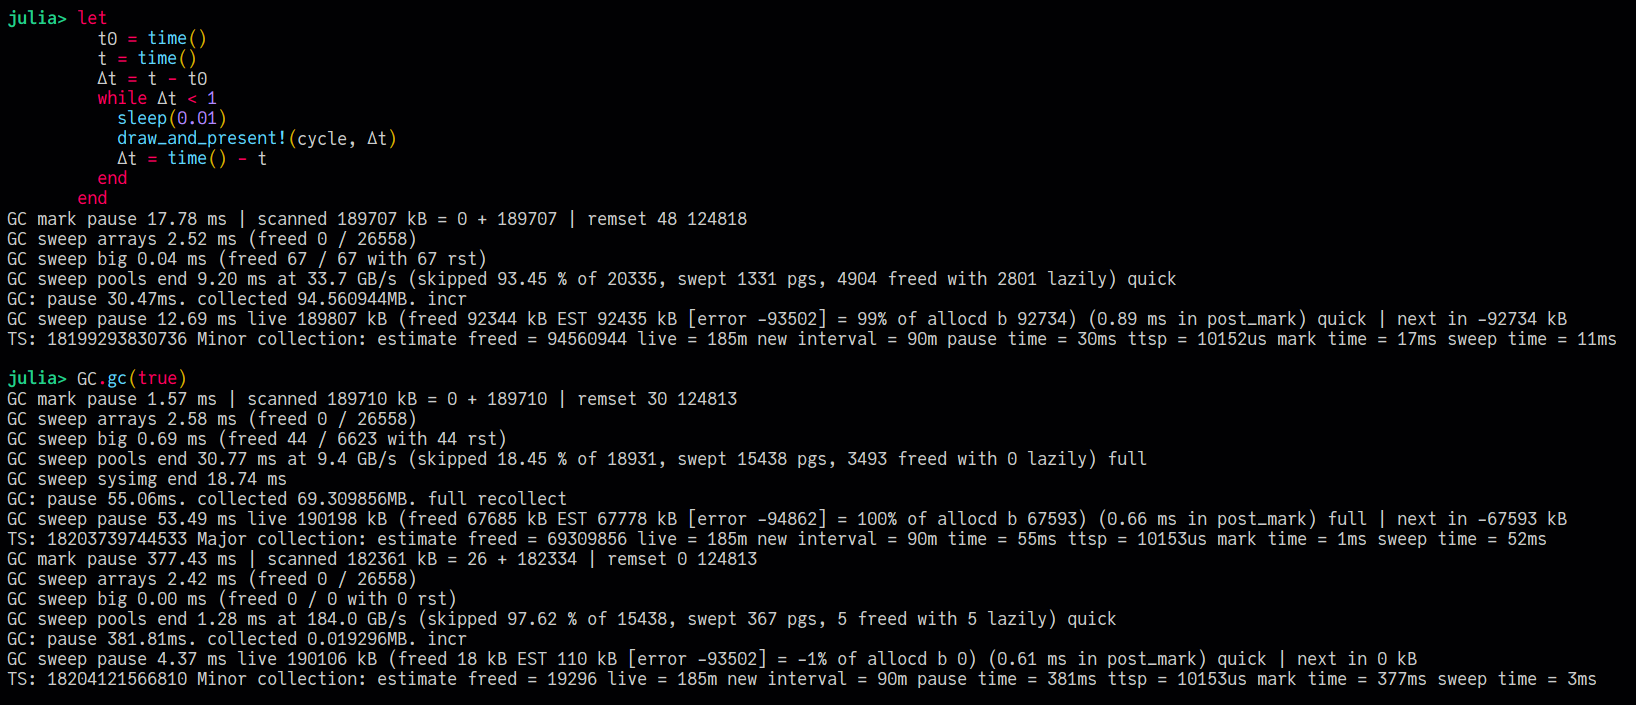 julia> let
         t0 = time()
         t = time()
         Δt = t - t0
         while Δt < 1
           sleep(0.01)
           draw_and_present!(cycle, Δt)
           Δt = time() - t
         end
       end
GC mark pause 17.78 ms | scanned 189707 kB = 0 + 189707 | remset 48 124818
GC sweep arrays 2.52 ms (freed 0 / 26558)
GC sweep big 0.04 ms (freed 67 / 67 with 67 rst)
GC sweep pools end 9.20 ms at 33.7 GB/s (skipped 93.45 % of 20335, swept 1331 pgs, 4904 freed with 2801 lazily) quick
GC: pause 30.47ms. collected 94.560944MB. incr
GC sweep pause 12.69 ms live 189807 kB (freed 92344 kB EST 92435 kB [error -93502] = 99% of allocd b 92734) (0.89 ms in post_mark) quick | next in -92734 kB
TS: 18199293830736 Minor collection: estimate freed = 94560944 live = 185m new interval = 90m pause time = 30ms ttsp = 10152us mark time = 17ms sweep time = 11ms

julia> GC.gc(true)
GC mark pause 1.57 ms | scanned 189710 kB = 0 + 189710 | remset 30 124813
GC sweep arrays 2.58 ms (freed 0 / 26558)
GC sweep big 0.69 ms (freed 44 / 6623 with 44 rst)
GC sweep pools end 30.77 ms at 9.4 GB/s (skipped 18.45 % of 18931, swept 15438 pgs, 3493 freed with 0 lazily) full
GC sweep sysimg end 18.74 ms
GC: pause 55.06ms. collected 69.309856MB. full recollect
GC sweep pause 53.49 ms live 190198 kB (freed 67685 kB EST 67778 kB [error -94862] = 100% of allocd b 67593) (0.66 ms in post_mark) full | next in -67593 kB
TS: 18203739744533 Major collection: estimate freed = 69309856 live = 185m new interval = 90m time = 55ms ttsp = 10153us mark time = 1ms sweep time = 52ms
GC mark pause 377.43 ms | scanned 182361 kB = 26 + 182334 | remset 0 124813
GC sweep arrays 2.42 ms (freed 0 / 26558)
GC sweep big 0.00 ms (freed 0 / 0 with 0 rst)
GC sweep pools end 1.28 ms at 184.0 GB/s (skipped 97.62 % of 15438, swept 367 pgs, 5 freed with 5 lazily) quick
GC: pause 381.81ms. collected 0.019296MB. incr
GC sweep pause 4.37 ms live 190106 kB (freed 18 kB EST 110 kB [error -93502] = -1% of allocd b 0) (0.61 ms in post_mark) quick | next in 0 kB
TS: 18204121566810 Minor collection: estimate freed = 19296 live = 185m new interval = 90m pause time = 381ms ttsp = 10153us mark time = 377ms sweep time = 3ms